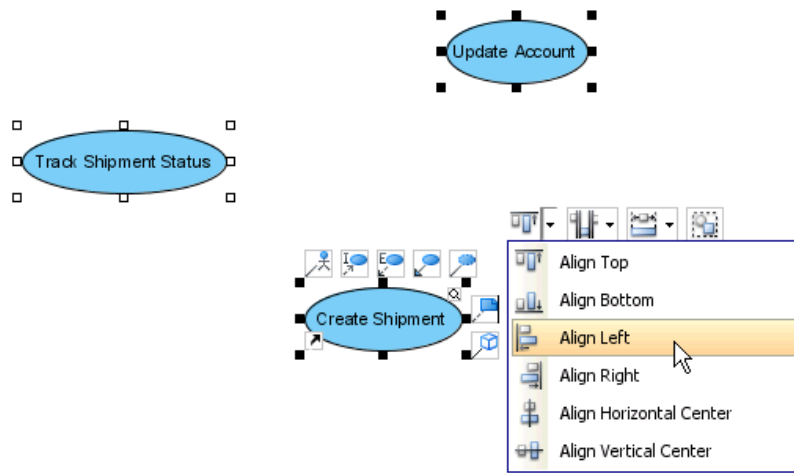 Update Account
Track Shipment Status
Create Shipment
Align Top
Align Bottom
Align Left
Align Right
Align Horizontal Center
Align Vertical Center